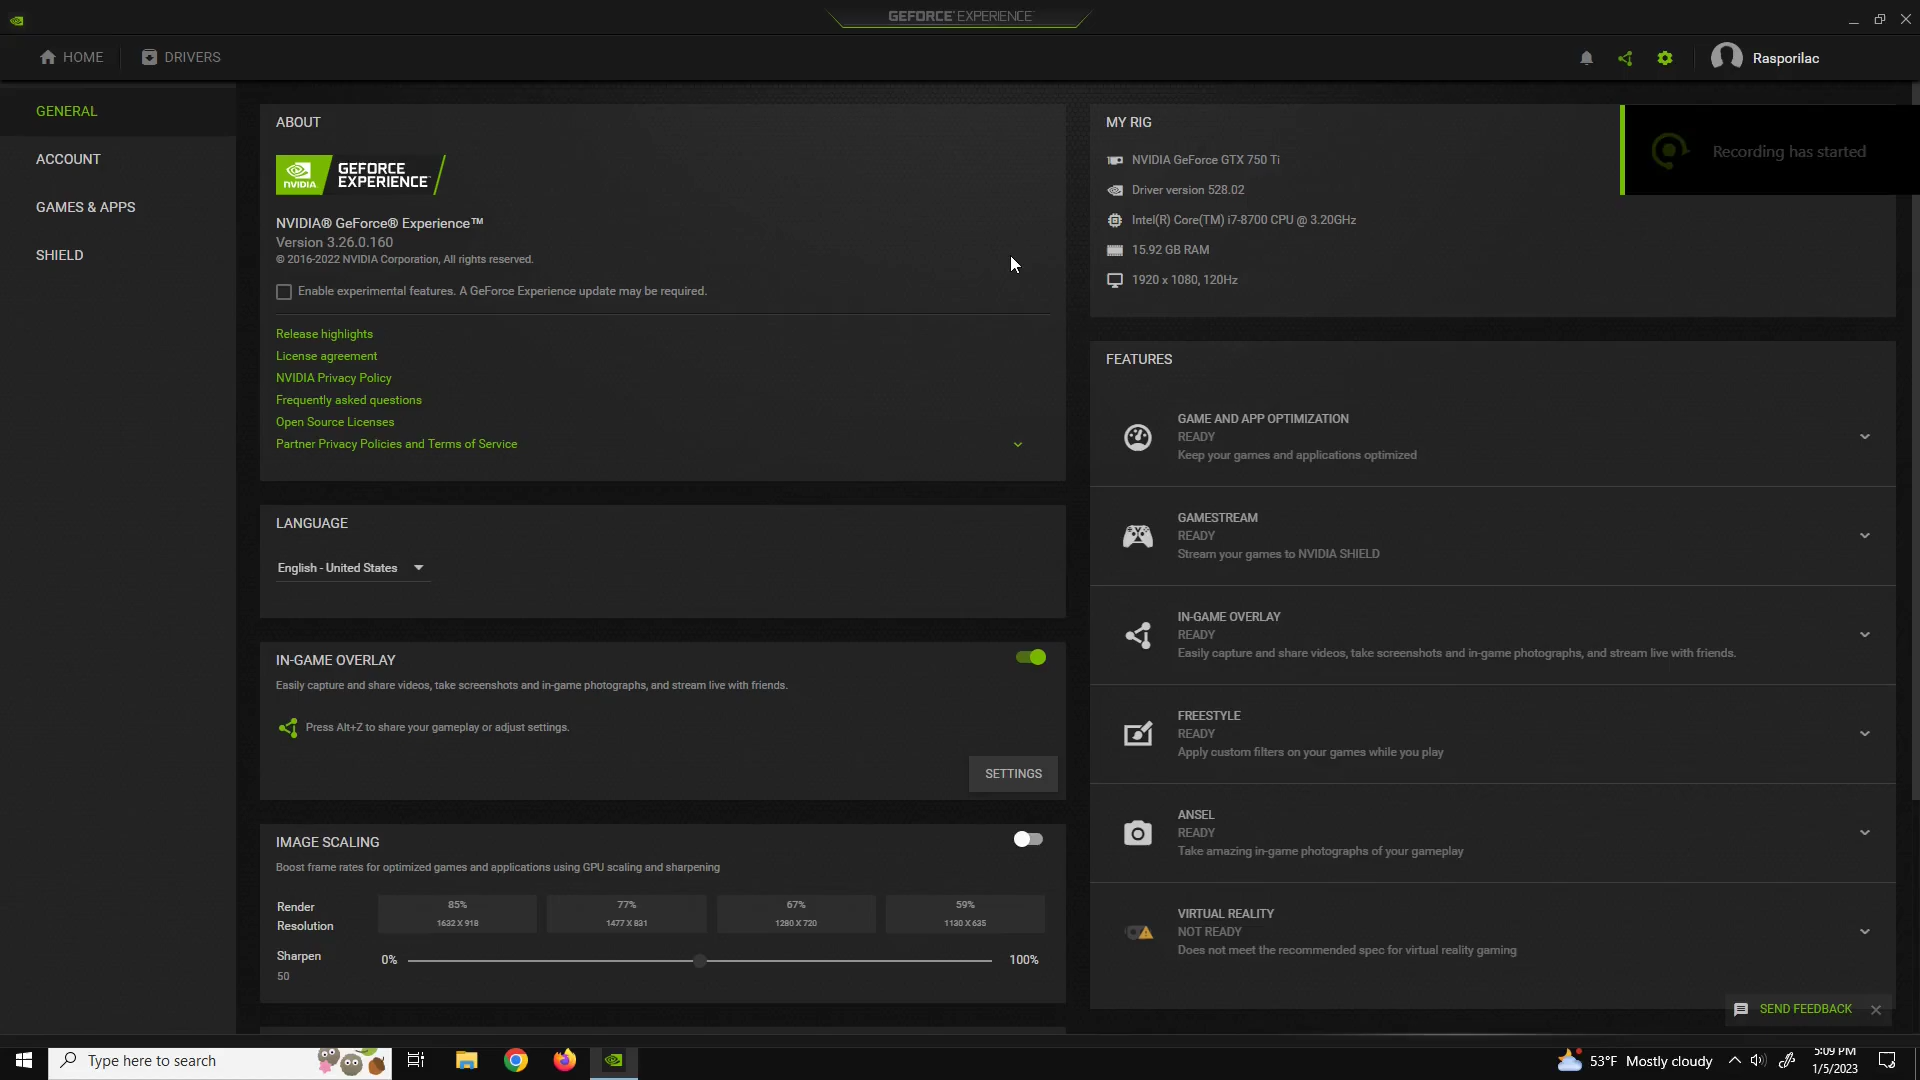 GEFORCE EXPERIENCE
HOME
DRIVERS
Rasporilac
GENERAL
ACCOUNT
GAMES & APPS
SHIELD
ABOUT
NVIDIA
GEFORCE
EXPERIENCE
NVIDIA® GeForce® Experience™
Version 3.26.0.160
© 2016-2022 NVIDIA Corporation, All rights reserved.
Enable experimental features. A GeForce Experience update may be required.
Release highlights
License agreement
NVIDIA Privacy Policy
Frequently asked questions
Open Source Licenses
Partner Privacy Policies and Terms of Service
LANGUAGE
English - United States
IN-GAME OVERLAY
Easily capture and share videos, take screenshots and in-game photographs, and stream live with friends.
Press Alt+Z to share your gameplay or adjust settings.
SETTINGS
IMAGE SCALING
Boost frame rates for optimized games and applications using GPU scaling and sharpening
Render
Resolution
85%
1632 X 918
77%
1477 X 831
67%
1280 X 720
59%
1130 X 635
Sharpen
50
0%
100%
MY RIG
NVIDIA GeForce GTX 750 Ti
Driver version 528.02
Intel(R) Core(TM) i7-8700 CPU @ 3.20GHz
15.92 GB RAM
1920 x 1080, 120Hz
Recording has started
FEATURES
GAME AND APP OPTIMIZATION
READY
Keep your games and applications optimized
GAMESTREAM
READY
Stream your games to NVIDIA SHIELD
IN-GAME OVERLAY
READY
Easily capture and share videos, take screenshots and in-game photographs, and stream live with friends.
FREESTYLE
READY
Apply custom filters on your games while you play
ANSEL
READY
Take amazing in-game photographs of your gameplay
VIRTUAL REALITY
NOT READY
Does not meet the recommended spec for virtual reality gaming
SEND FEEDBACK
Type here to search
53°F Mostly cloudy
5:09 PM
1/5/2023